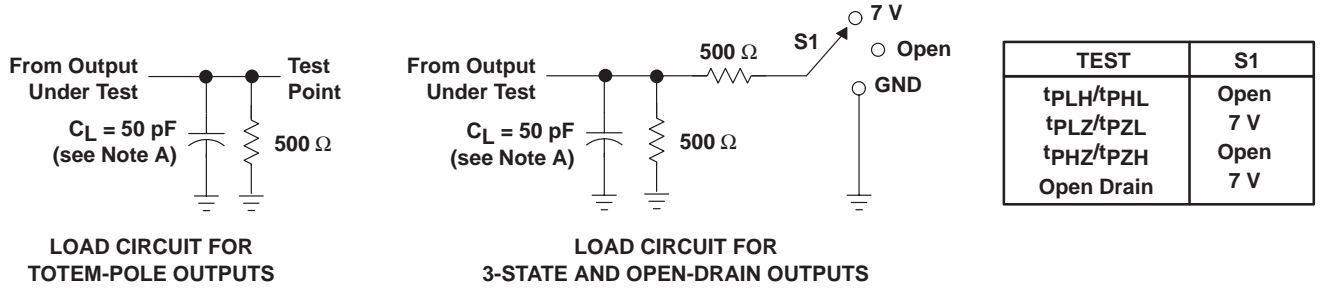 From Output
Under Test
Test
Point
CL = 50 pF
(see Note A)
500 Ω
LOAD CIRCUIT FOR
TOTEM-POLE OUTPUTS
From Output
Under Test
CL = 50 pF
(see Note A)
500 Ω
500 Ω
S1
7 V
Open
GND
LOAD CIRCUIT FOR
3-STATE AND OPEN-DRAIN OUTPUTS
TEST S1
tPLH/tPHL Open
tPLZ/tPZL 7 V
tPHZ/tPZH Open
Open Drain 7 V